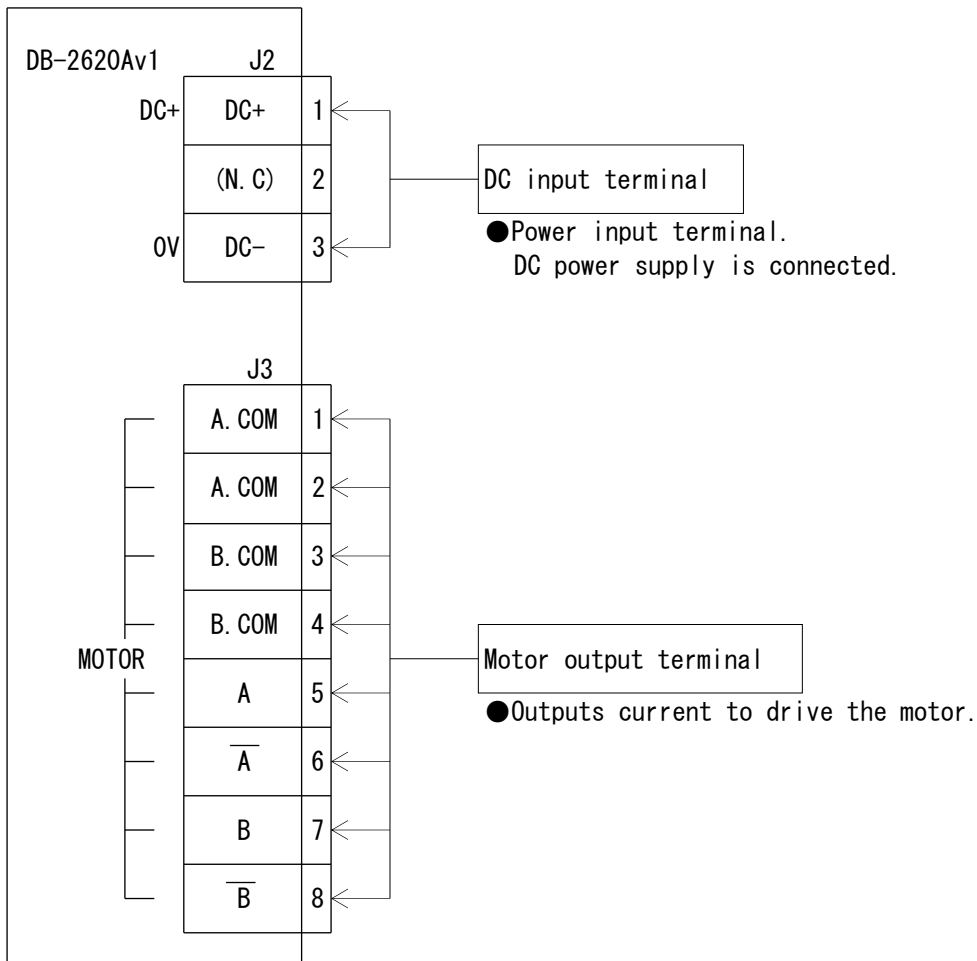 DB-2620Av1 J2
DC+ DC+ 1
(N.C) 2
DC input terminal
0V DC- 3
●Power input terminal.
DC power supply is connected.
J3
A.COM 1
A.COM 2
B.COM 3
B.COM 4
MOTOR
Motor output terminal
A 5
●Outputs current to drive the motor.
A̅ 6
B 7
B̅ 8